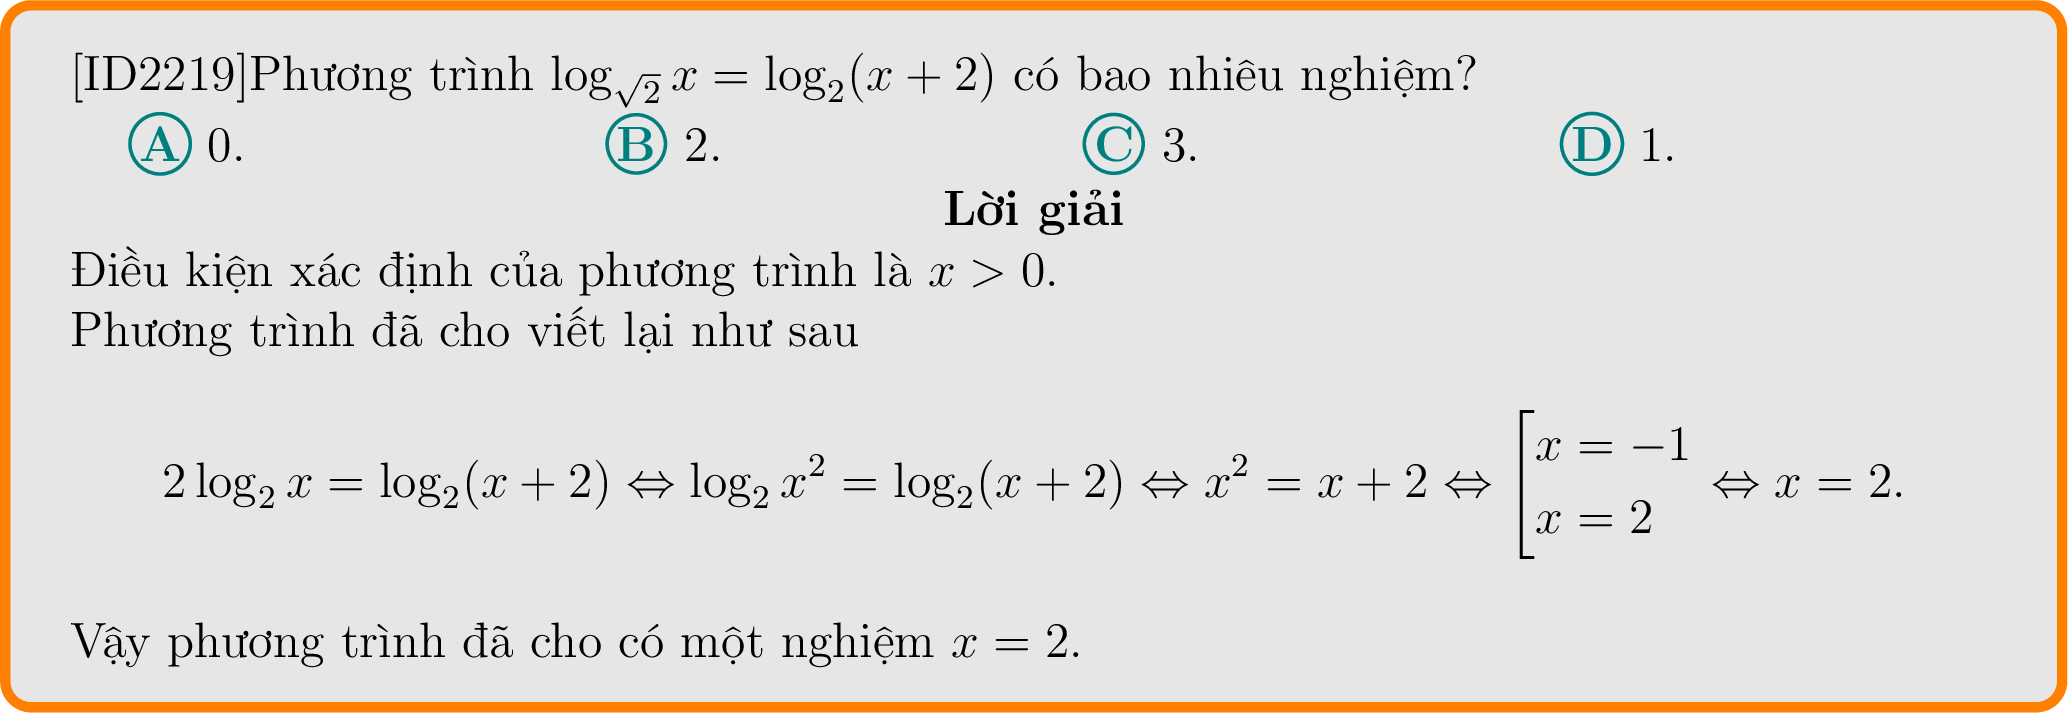 [ID2219]Phương trình $\log_{\sqrt{2}} x = \log_2(x + 2)$ có bao nhiêu nghiệm?
A 0. B 2. C 3. D 1.
Lời giải
Điều kiện xác định của phương trình là $x > 0$.
Phương trình đã cho viết lại như sau
$2\log_2 x = \log_2(x + 2) \Leftrightarrow \log_2 x^2 = \log_2(x + 2) \Leftrightarrow x^2 = x + 2 \Leftrightarrow \left[\begin{matrix} x = -1 \\ x = 2 \end{matrix}\right. \Leftrightarrow x = 2.$
Vậy phương trình đã cho có một nghiệm $x = 2$.